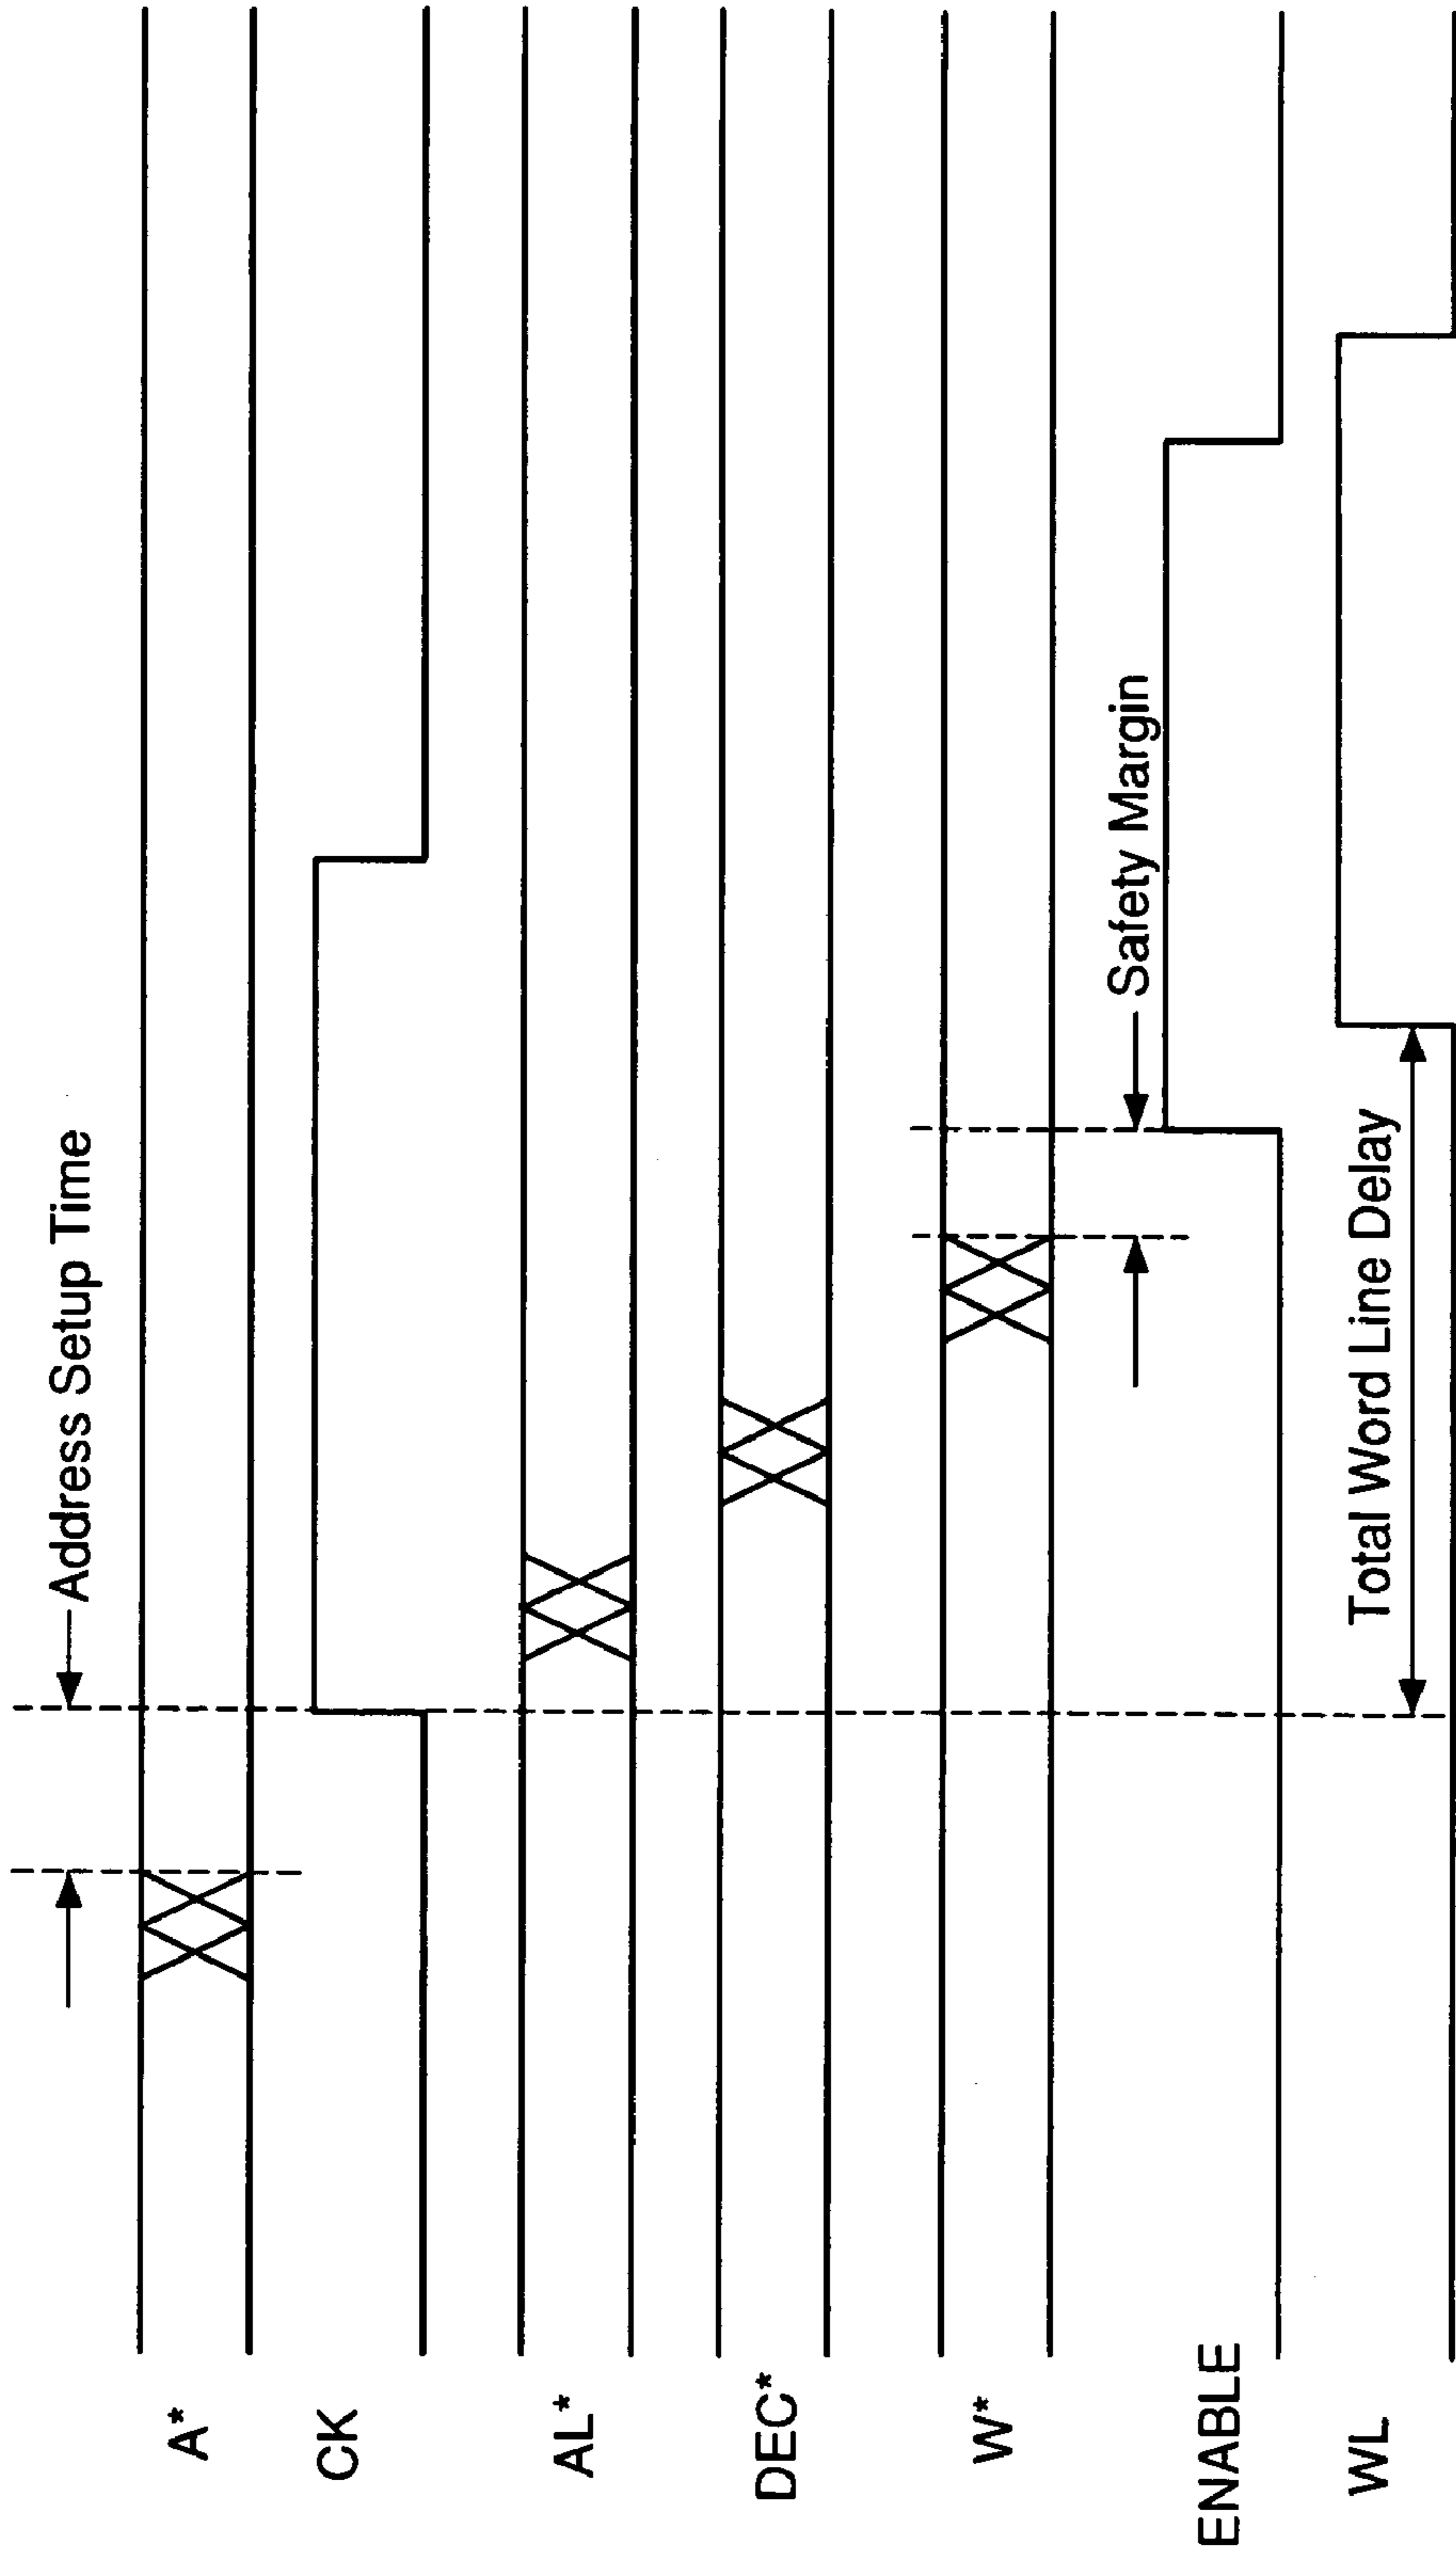 Address Setup Time
A*
CK
AL*
DEC*
W*
Safety Margin
ENABLE
WL
Total Word Line Delay